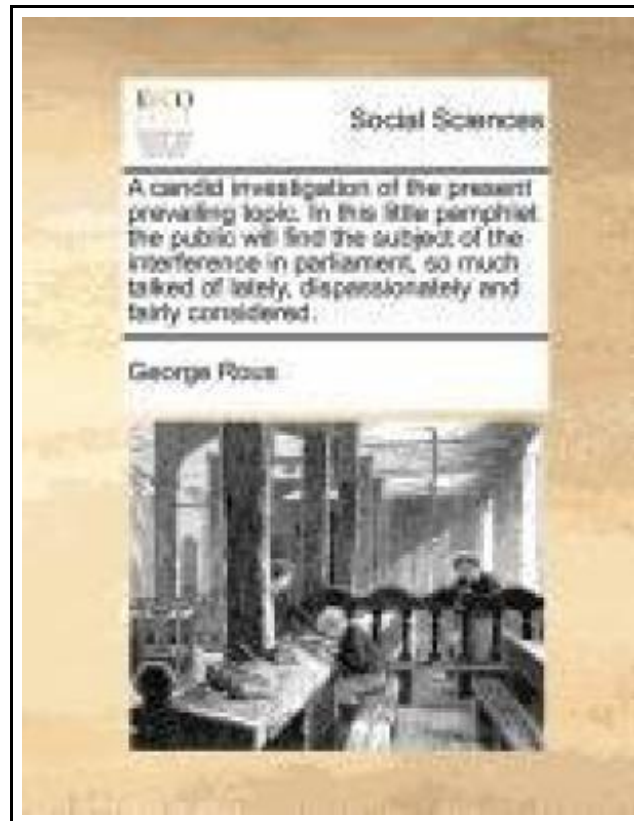 ECCO
Social Sciences
A candid investigation of the present
prevailing topic. In this little pamphlet
the public will find the subject of the
interference in parliament, so much
talked of lately, dispassionately and
fairly considered.
George Rous